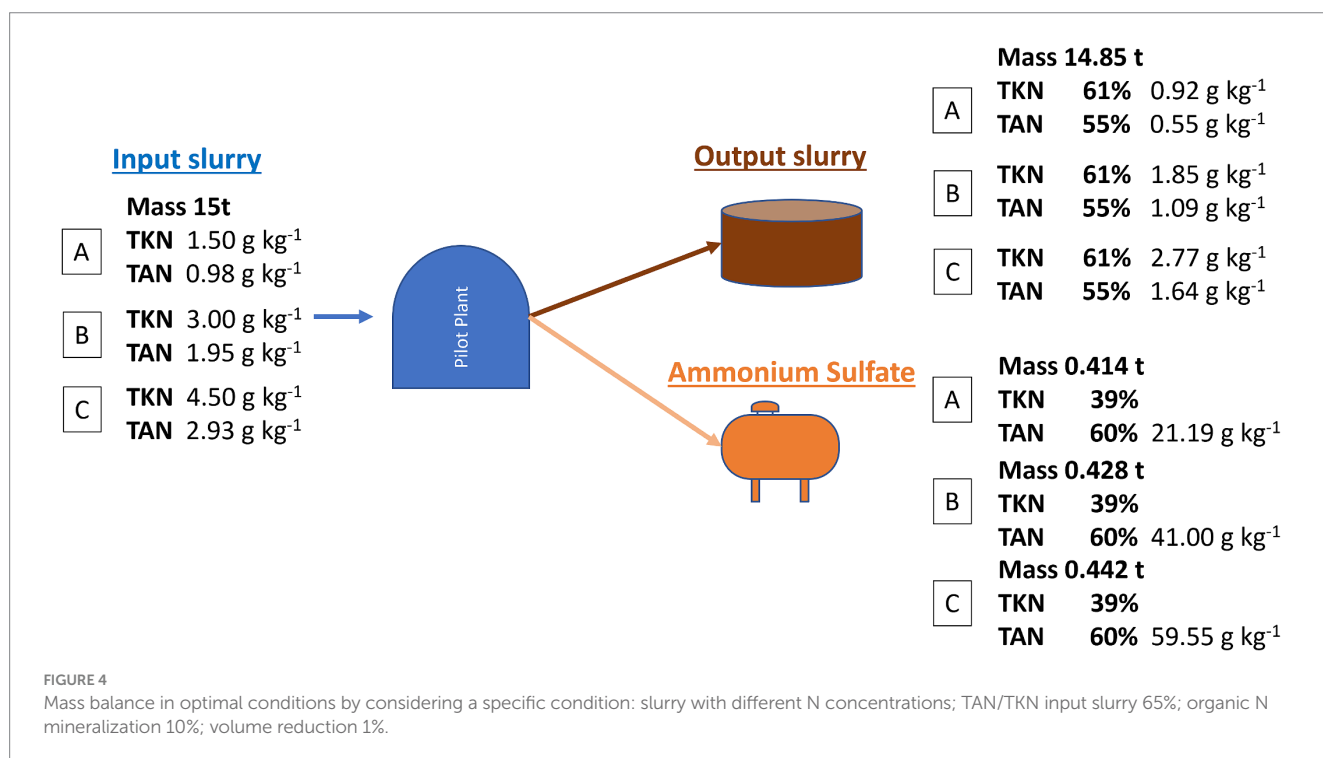 Input slurry
Mass 15t
A
TKN 1.50 g kg⁻¹
TAN 0.98 g kg⁻¹
B
TKN 3.00 g kg⁻¹
TAN 1.95 g kg⁻¹
C
TKN 4.50 g kg⁻¹
TAN 2.93 g kg⁻¹
Pilot Plant
Output slurry
Mass 14.85 t
A
TKN 61% 0.92 g kg⁻¹
TAN 55% 0.55 g kg⁻¹
B
TKN 61% 1.85 g kg⁻¹
TAN 55% 1.09 g kg⁻¹
C
TKN 61% 2.77 g kg⁻¹
TAN 55% 1.64 g kg⁻¹
Ammonium Sulfate
Mass 0.414 t
A
TKN 39%
TAN 60% 21.19 g kg⁻¹
Mass 0.428 t
B
TKN 39%
TAN 60% 41.00 g kg⁻¹
Mass 0.442 t
C
TKN 39%
TAN 60% 59.55 g kg⁻¹
FIGURE 4
Mass balance in optimal conditions by considering a specific condition: slurry with different N concentrations; TAN/TKN input slurry 65%; organic N
mineralization 10%; volume reduction 1%.